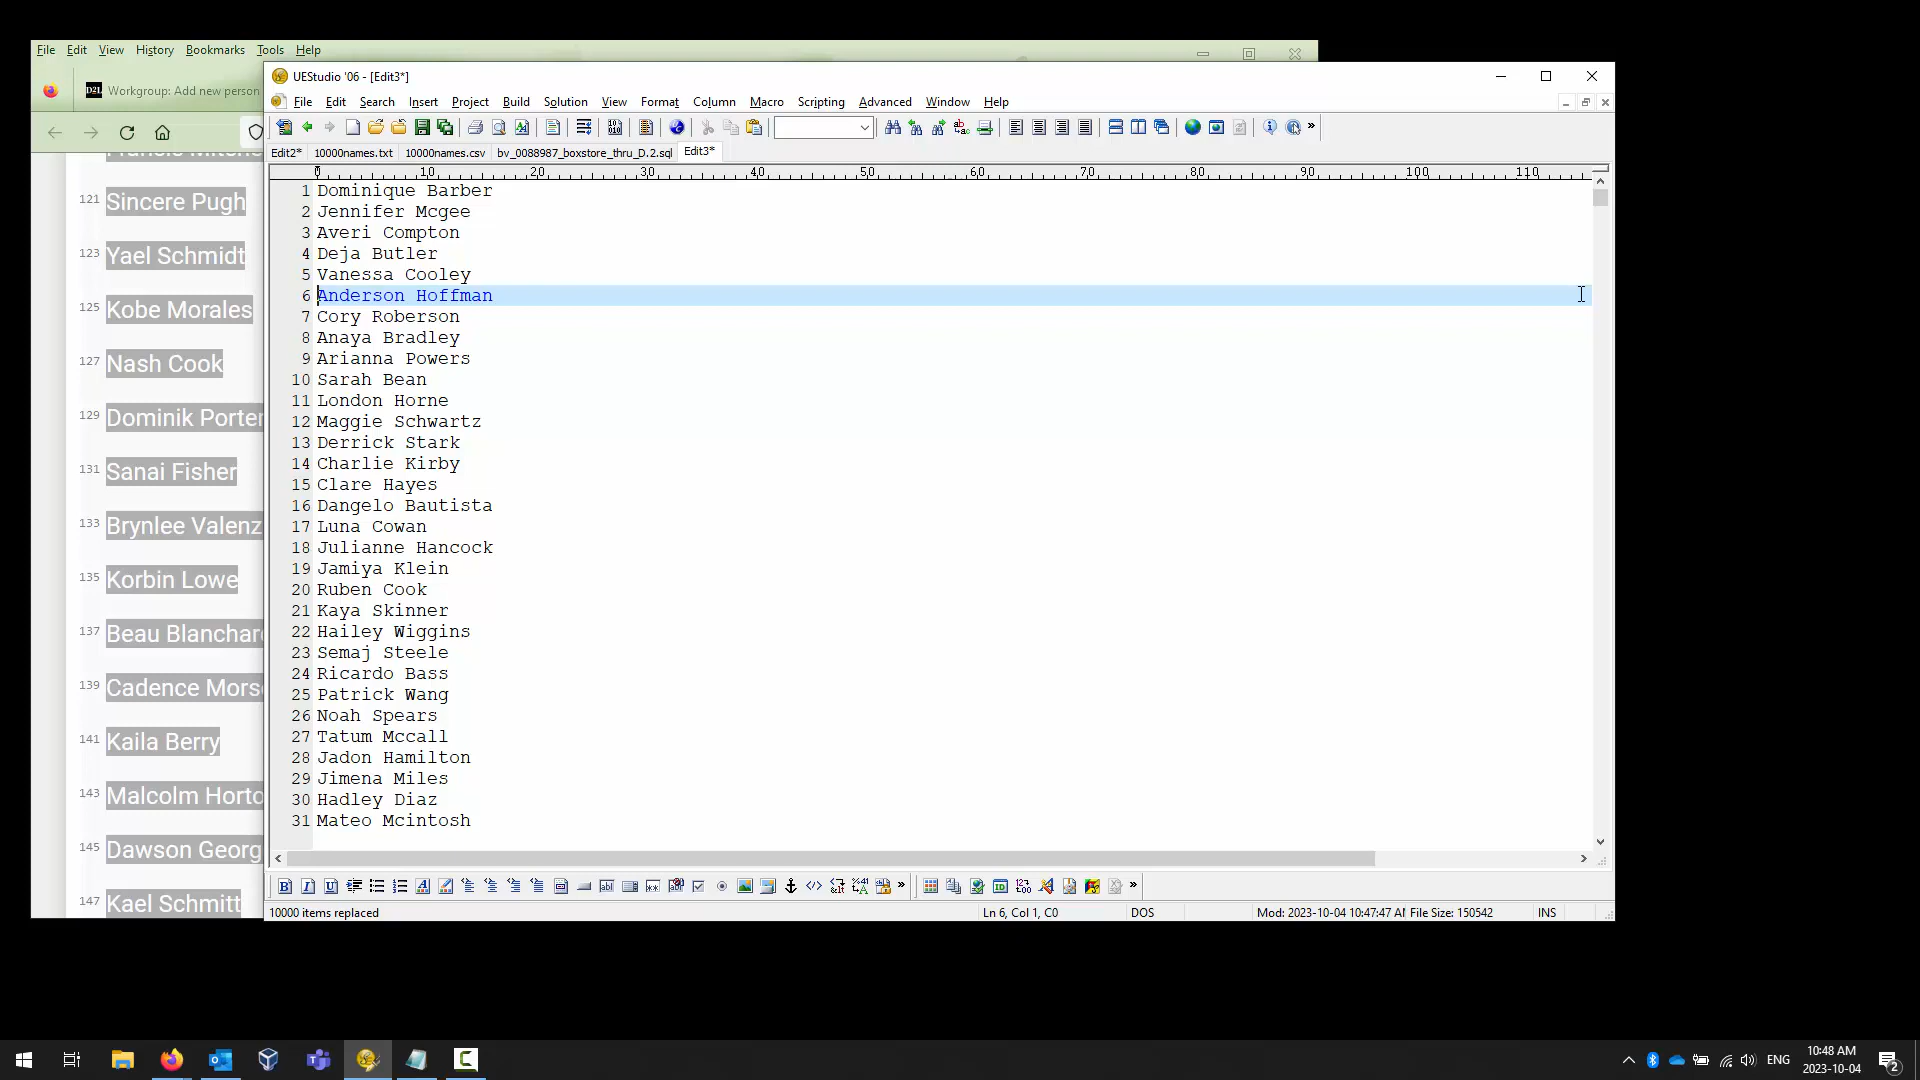 File Edit View History Bookmarks Tools Help
D2L Workgroup: Add new person
121 Sincere Pugh
123 Yael Schmidt
125 Kobe Morales
127 Nash Cook
129 Dominik Porter
131 Sanai Fisher
133 Brynlee Valenz
135 Korbin Lowe
137 Beau Blanchard
139 Cadence Morse
141 Kaila Berry
143 Malcolm Horto
145 Dawson Georg
147 Kael Schmitt
UEStudio '06 - [Edit3*]
File Edit Search Insert Project Build Solution View Format Column Macro Scripting Advanced Window Help
Edit2* 10000names.txt 10000names.csv bv_0088987_boxstore_thru_D.2.sql Edit3*
0 10 20 30 40 50 60 70 80 90 100 110
1 Dominique Barber
2 Jennifer Mcgee
3 Averi Compton
4 Deja Butler
5 Vanessa Cooley
6 Anderson Hoffman
7 Cory Roberson
8 Anaya Bradley
9 Arianna Powers
10 Sarah Bean
11 London Horne
12 Maggie Schwartz
13 Derrick Stark
14 Charlie Kirby
15 Clare Hayes
16 Dangelo Bautista
17 Luna Cowan
18 Julianne Hancock
19 Jamiya Klein
20 Ruben Cook
21 Kaya Skinner
22 Hailey Wiggins
23 Semaj Steele
24 Ricardo Bass
25 Patrick Wang
26 Noah Spears
27 Tatum Mccall
28 Jadon Hamilton
29 Jimena Miles
30 Hadley Diaz
31 Mateo Mcintosh
10000 items replaced Ln 6, Col 1, C0 DOS Mod: 2023-10-04 10:47:47 AM File Size: 150542 INS
ENG 10:48 AM
2023-10-04
2